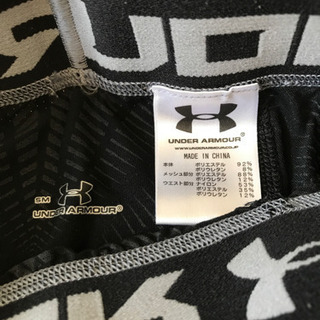 UNDER ARMOUR
WWW.UNDERARMOUR.CO.JP
MADE IN CHINA
本体 ポリエステル 92%
ポリウレタン 8%
メッシュ部分 ポリエステル 88%
ポリウレタン 12%
ウエスト部分 ナイロン 53%
ポリエステル 35%
ポリウレタン 12%
SM
UNDER ARMOUR